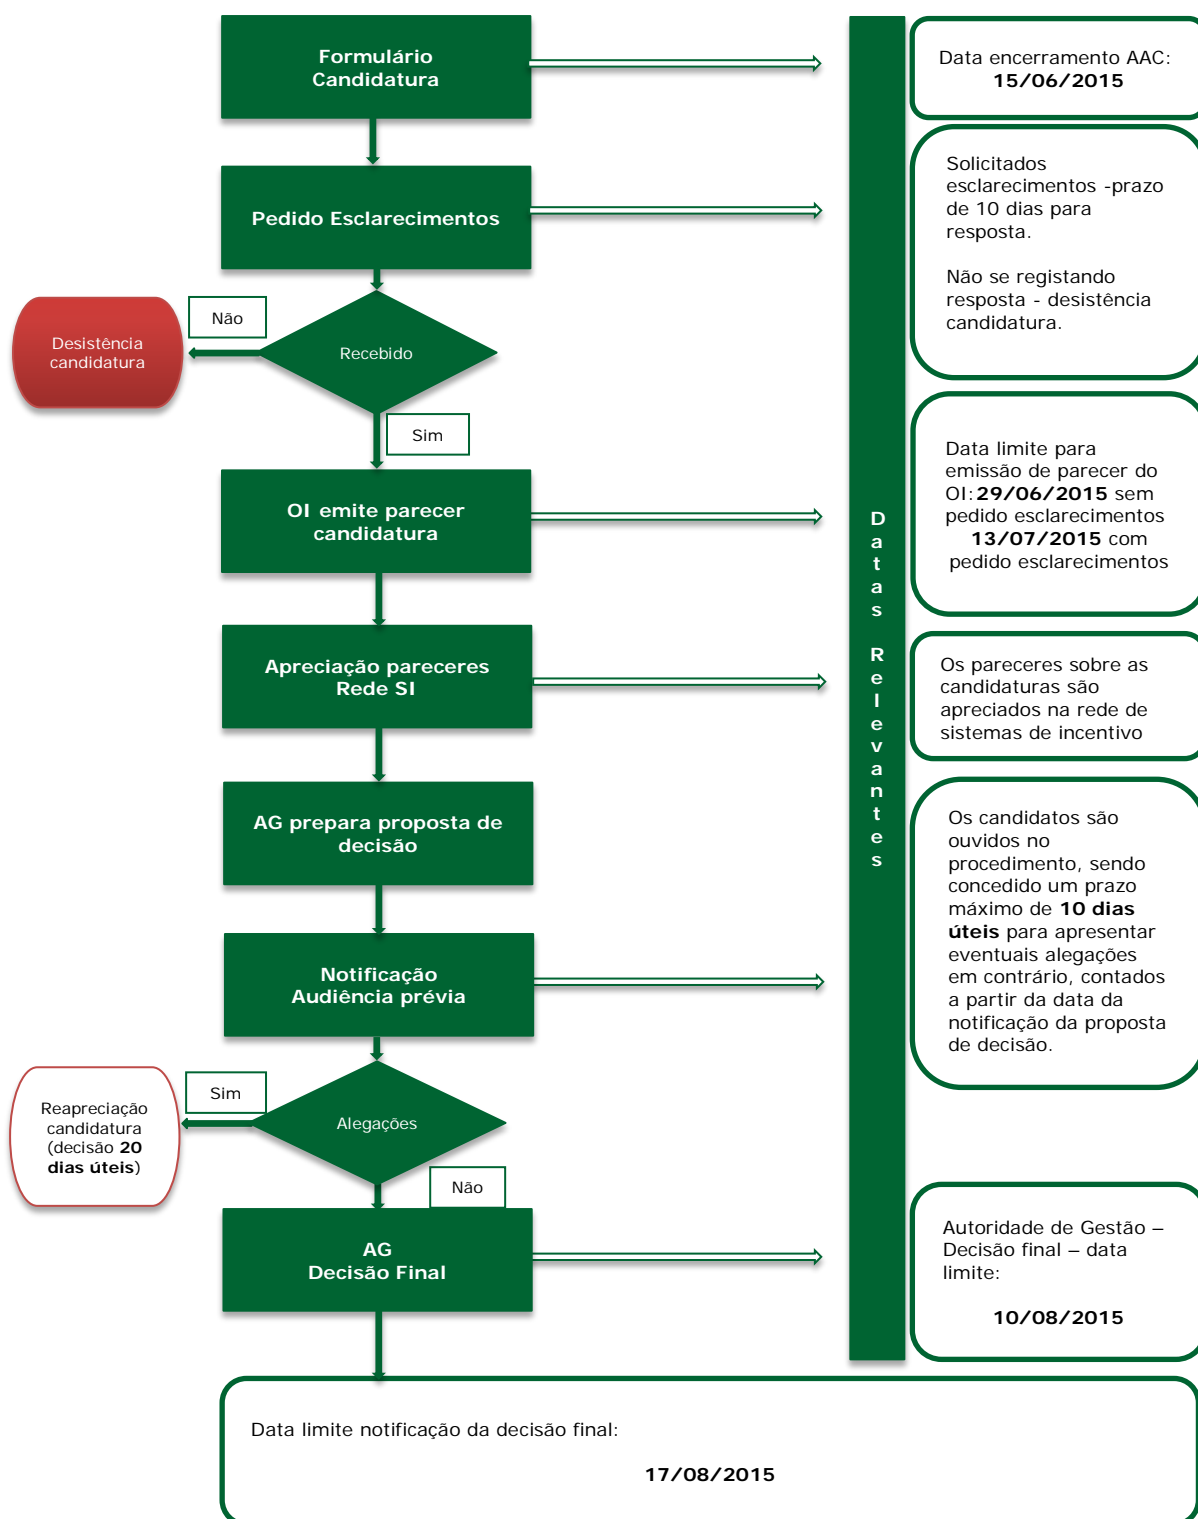 Formulário
Candidatura
Data encerramento AAC:
15/06/2015
Pedido Esclarecimentos
Solicitados
esclarecimentos -prazo
de 10 dias para
resposta.
Não se registando
resposta - desistência
candidatura.
Não
Desistência
candidatura
Recebido
Sim
OI emite parecer
candidatura
Data limite para
emissão de parecer do
OI: 29/06/2015 sem
pedido esclarecimentos
13/07/2015 com
pedido esclarecimentos
Datas Relevantes
Apreciação pareceres
Rede SI
Os pareceres sobre as
candidaturas são
apreciados na rede de
sistemas de incentivo
AG prepara proposta de
decisão
Os candidatos são
ouvidos no
procedimento, sendo
concedido um prazo
máximo de 10 dias
úteis para apresentar
eventuais alegações
em contrário, contados
a partir da data da
notificação da proposta
de decisão.
Notificação
Audiência prévia
Sim
Reapreciação
candidatura
(decisão 20
dias úteis)
Alegações
Não
AG
Decisão Final
Autoridade de Gestão –
Decisão final – data
limite:
10/08/2015
Data limite notificação da decisão final:
17/08/2015